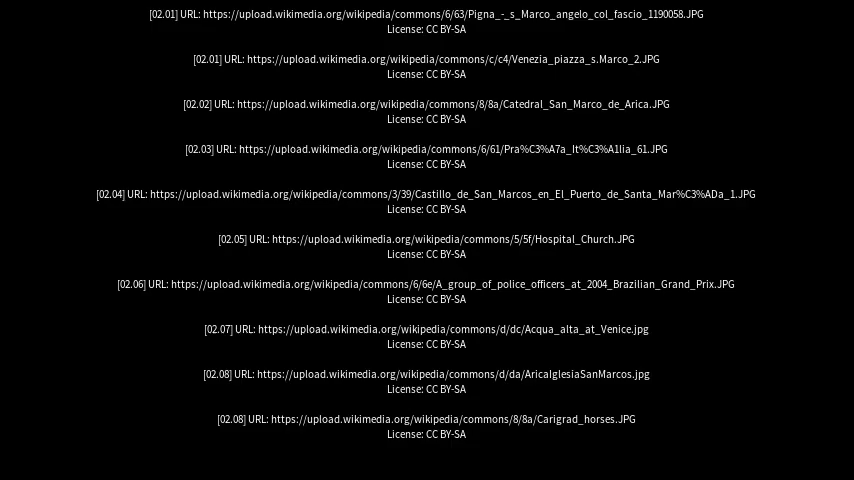 [02.01] URL: https://upload.wikimedia.org/wikipedia/commons/6/63/Pigna_-_s_Marco_angelo_col_fascio_1190058.JPG
License: CC BY-SA
[02.01] URL: https://upload.wikimedia.org/wikipedia/commons/c/c4/Venezia_piazza_s.Marco_2.JPG
License: CC BY-SA
[02.02] URL: https://upload.wikimedia.org/wikipedia/commons/8/8a/Catedral_San_Marco_de_Arica.JPG
License: CC BY-SA
[02.03] URL: https://upload.wikimedia.org/wikipedia/commons/6/61/Pra%C3%A7a_It%C3%A1lia_61.JPG
License: CC BY-SA
[02.04] URL: https://upload.wikimedia.org/wikipedia/commons/3/39/Castillo_de_San_Marcos_en_El_Puerto_de_Santa_Mar%C3%ADa_1.JPG
License: CC BY-SA
[02.05] URL: https://upload.wikimedia.org/wikipedia/commons/5/5f/Hospital_Church.JPG
License: CC BY-SA
[02.06] URL: https://upload.wikimedia.org/wikipedia/commons/6/6e/A_group_of_police_officers_at_2004_Brazilian_Grand_Prix.JPG
License: CC BY-SA
[02.07] URL: https://upload.wikimedia.org/wikipedia/commons/d/dc/Acqua_alta_at_Venice.jpg
License: CC BY-SA
[02.08] URL: https://upload.wikimedia.org/wikipedia/commons/d/da/AricaIglesiaSanMarcos.jpg
License: CC BY-SA
[02.08] URL: https://upload.wikimedia.org/wikipedia/commons/8/8a/Carigrad_horses.JPG
License: CC BY-SA